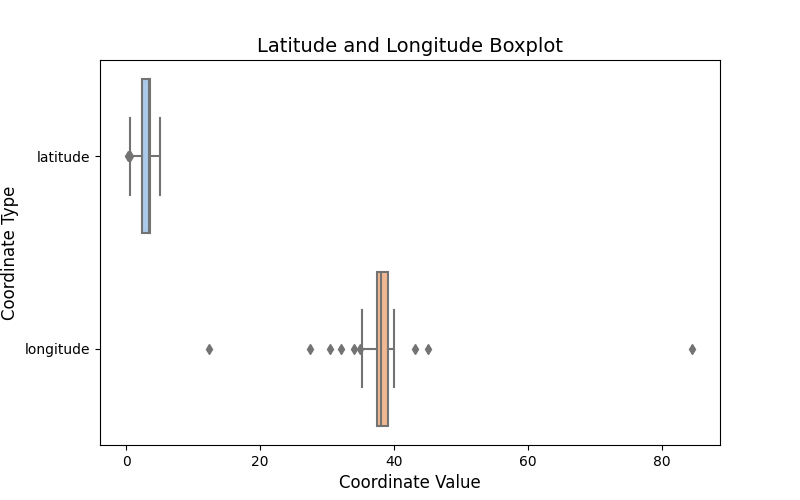 Latitude and Longitude Boxplot
Coordinate Type
latitude
longitude
0 20 40 60 80
Coordinate Value